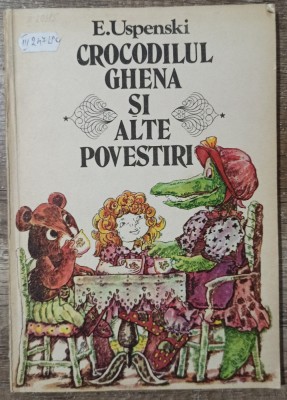 E.Uspenski
CROCODILUL
GHENA
ȘI
ALTE
POVESTIRI